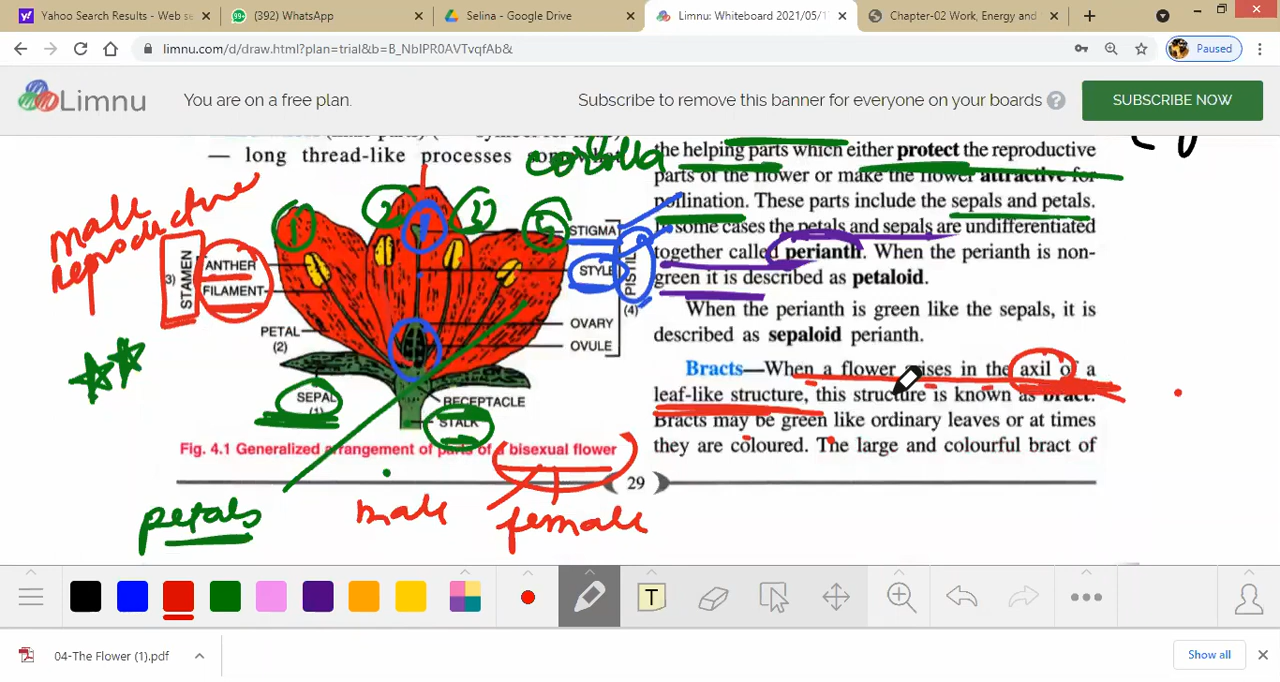 Yahoo Search Results - Web se
(392) WhatsApp
Selina - Google Drive
Limnu: Whiteboard 2021/05/1
Chapter-02 Work, Energy and
limnu.com/d/draw.html?plan=trial&b=B_NbIPR0AVTvqfAb&
Paused
Limnu
You are on a free plan.
Subscribe to remove this banner for everyone on your boards
SUBSCRIBE NOW
— long thread-like processes somewhat
corolla
male
reproductive
STAMEN
3)
ANTHER
FILAMENT
PETAL
(2)
SEPAL
(1)
1
2
1
3
5
STIGMA
STYLE
PISTIL
(4)
OVARY
OVULE
RECEPTACLE
STALK
Fig. 4.1 Generalized arrangement of parts of a bisexual flower
petals
male
female
the helping parts which either protect the reproductive
parts of the flower or make the flower attractive for
pollination. These parts include the sepals and petals.
In some cases the petals and sepals are undifferentiated
together called perianth. When the perianth is non-
green it is described as petaloid.
When the perianth is green like the sepals, it is
described as sepaloid perianth.
Bracts—When a flower arises in the axil of a
leaf-like structure, this structure is known as bract.
Bracts may be green like ordinary leaves or at times
they are coloured. The large and colourful bract of
29
T
04-The Flower (1).pdf
Show all